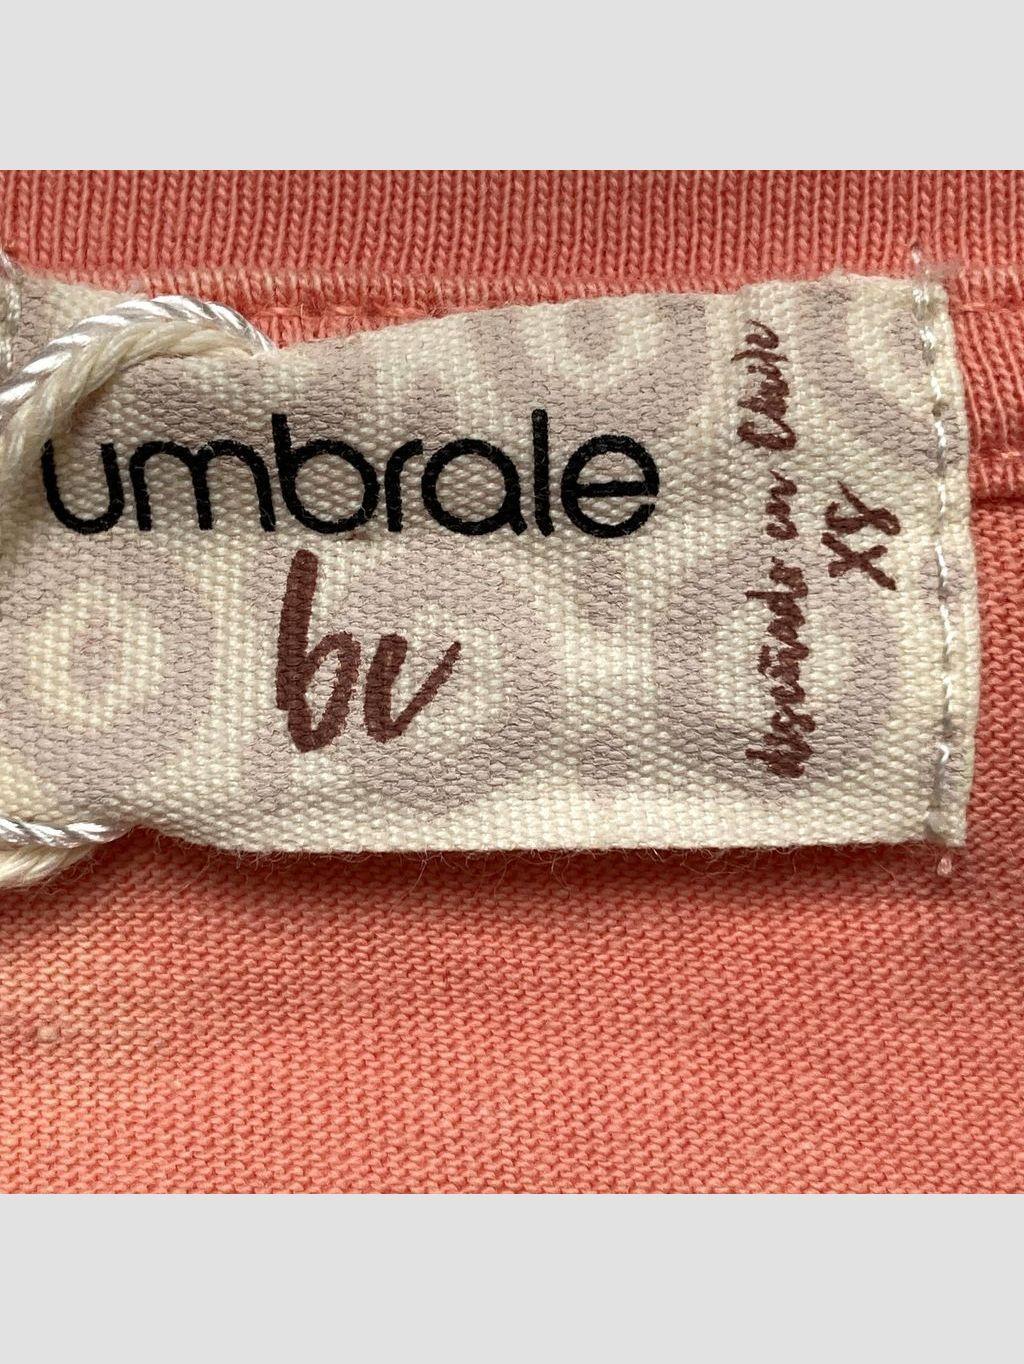 umbrale
bv
diseñado en Chile
XS